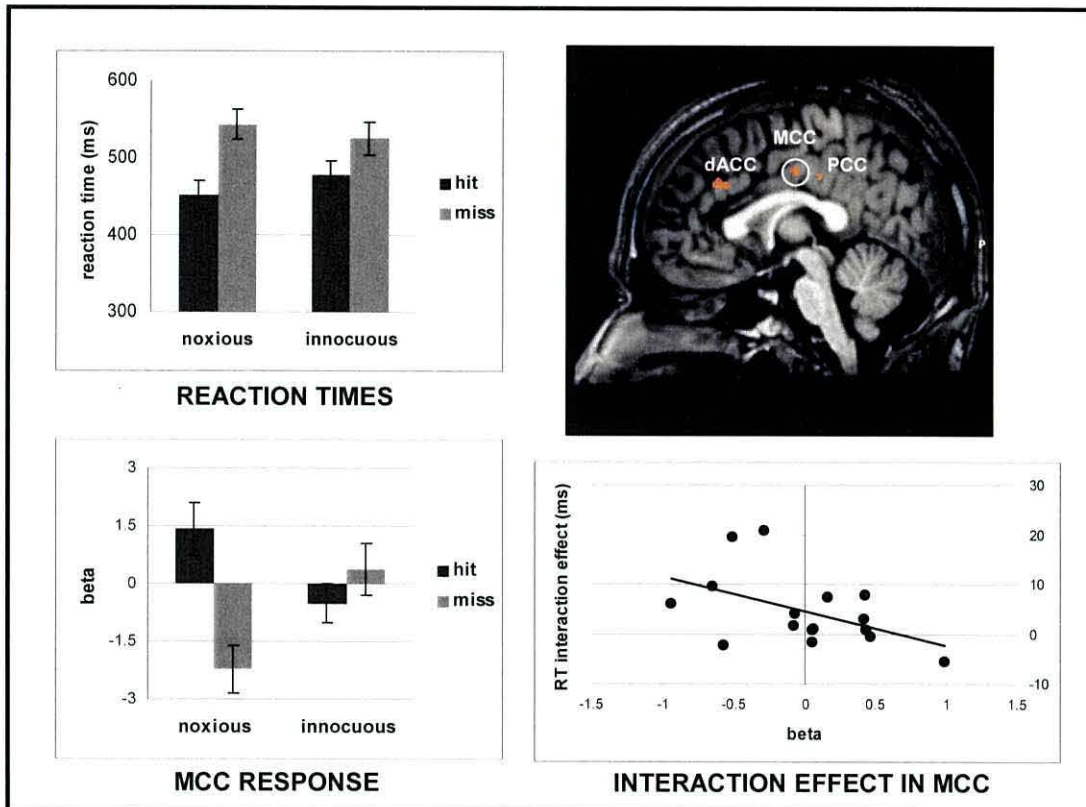 600
500
400
300
reaction time (ms)
hit
miss
noxious innocuous
REACTION TIMES
MCC
dACC
PCC
P
3
1.5
0
-1.5
-3
beta
hit
miss
noxious innocuous
MCC RESPONSE
RT interaction effect (ms)
30
20
10
0
-10
-1.5 -1 -0.5 0 0.5 1 1.5
beta
INTERACTION EFFECT IN MCC